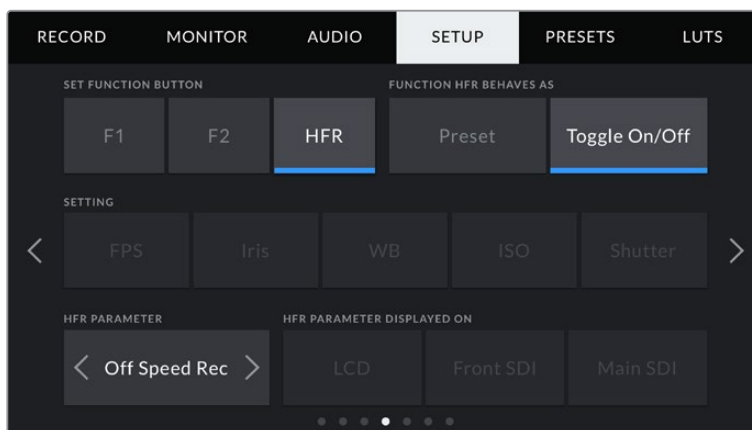 RECORD MONITOR AUDIO SETUP PRESETS LUTS
SET FUNCTION BUTTON FUNCTION HFR BEHAVES AS
F1 F2 HFR Preset Toggle On/Off
SETTING
FPS Iris WB ISO Shutter
HFR PARAMETER HFR PARAMETER DISPLAYED ON
Off Speed Rec LCD Front SDI Main SDI